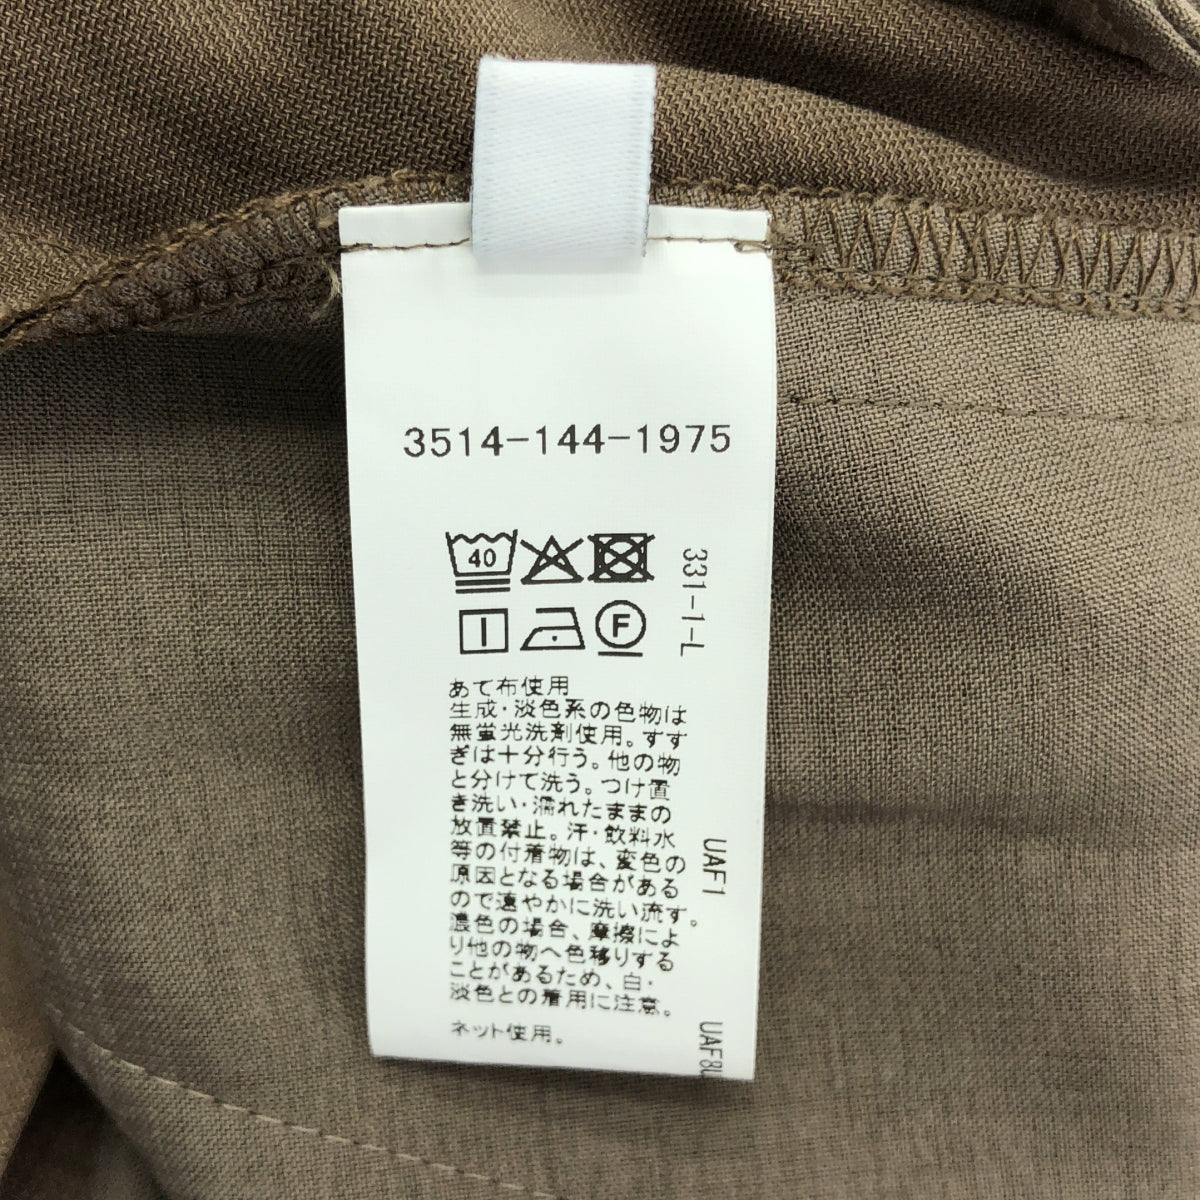 3514-144-1975
40
331-1-L
F
あて布使用
生成・淡色系の色物は
無蛍光洗剤使用。すす
ぎは十分行う。他の物
と分けて洗う。つけ置
き洗い・濡れたままの
放置禁止。汗・飲料水
等の付着物は、変色の
原因となる場合がある
ので速やかに洗い流す。
濃色の場合、摩擦によ
り他の物へ色移りする
ことがあるため、白・
淡色との着用に注意。
ネット使用。
UAF1